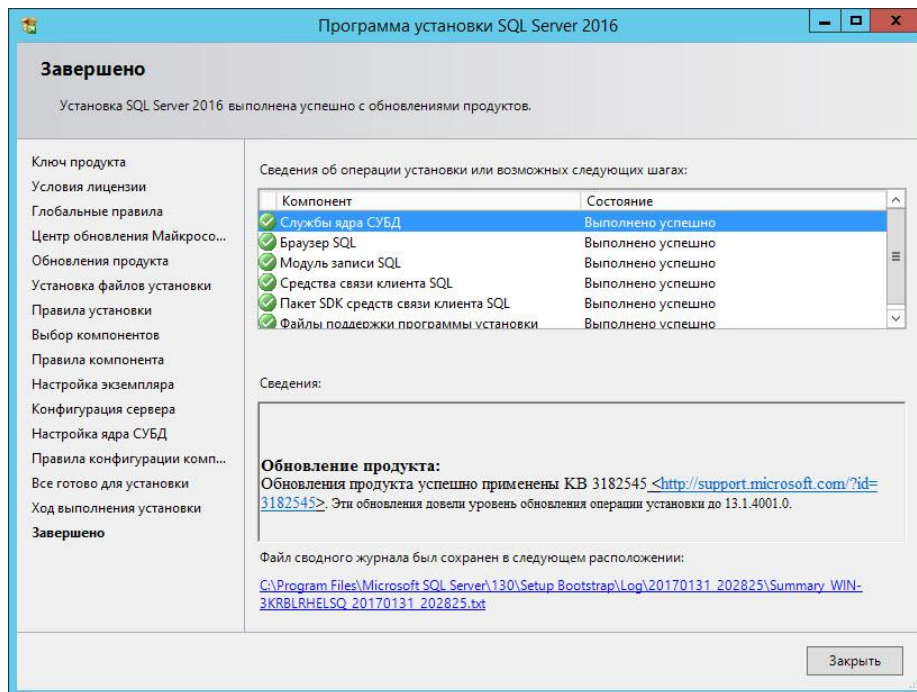 Программа установки SQL Server 2016
Завершено
Установка SQL Server 2016 выполнена успешно с обновлениями продуктов.
Ключ продукта
Условия лицензии
Глобальные правила
Центр обновления Майкросо...
Обновления продукта
Установка файлов установки
Правила установки
Выбор компонентов
Правила компонента
Настройка экземпляра
Конфигурация сервера
Настройка ядра СУБД
Правила конфигурации комп...
Все готово для установки
Ход выполнения установки
Завершено
Сведения об операции установки или возможных следующих шагах:
Компонент Состояние
Службы ядра СУБД Выполнено успешно
Браузер SQL Выполнено успешно
Модуль записи SQL Выполнено успешно
Средства связи клиента SQL Выполнено успешно
Пакет SDK средств связи клиента SQL Выполнено успешно
Файлы поддержки программы установки Выполнено успешно
Сведения:
Обновление продукта:
Обновления продукта успешно применены KB 3182545 <http://support.microsoft.com/?id=
3182545>. Эти обновления довели уровень обновления операции установки до 13.1.4001.0.
Файл сводного журнала был сохранен в следующем расположении:
C:\Program Files\Microsoft SQL Server\130\Setup Bootstrap\Log\20170131_202825\Summary_WIN-
3KRBLRHELSQ_20170131_202825.txt
Закрыть